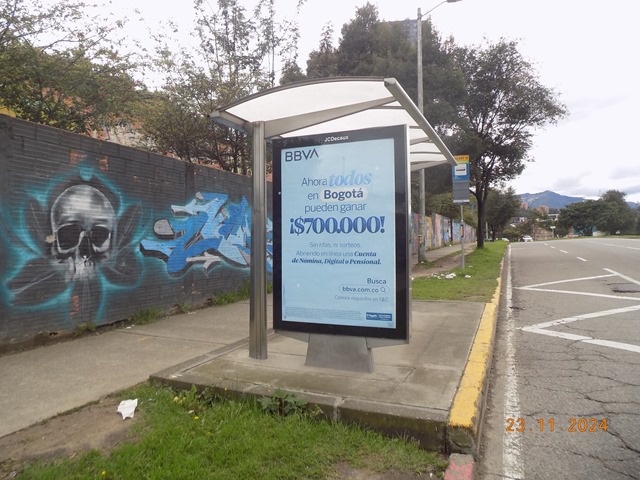 JCDecaux
BBVA
Ahora todos
en Bogotá
pueden ganar
¡$700.000!
Sin rifas, ni sorteos.
Abriendo en línea una Cuenta
de Nómina, Digital o Pensional.
Busca
bbva.com.co
23.11.2024